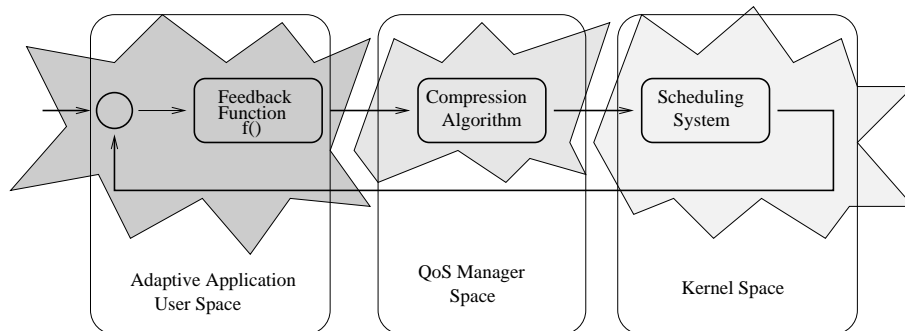 Feedback
Function
f()
Compression
Algorithm
Scheduling
System
Adaptive Application
User Space
QoS Manager
Space
Kernel Space